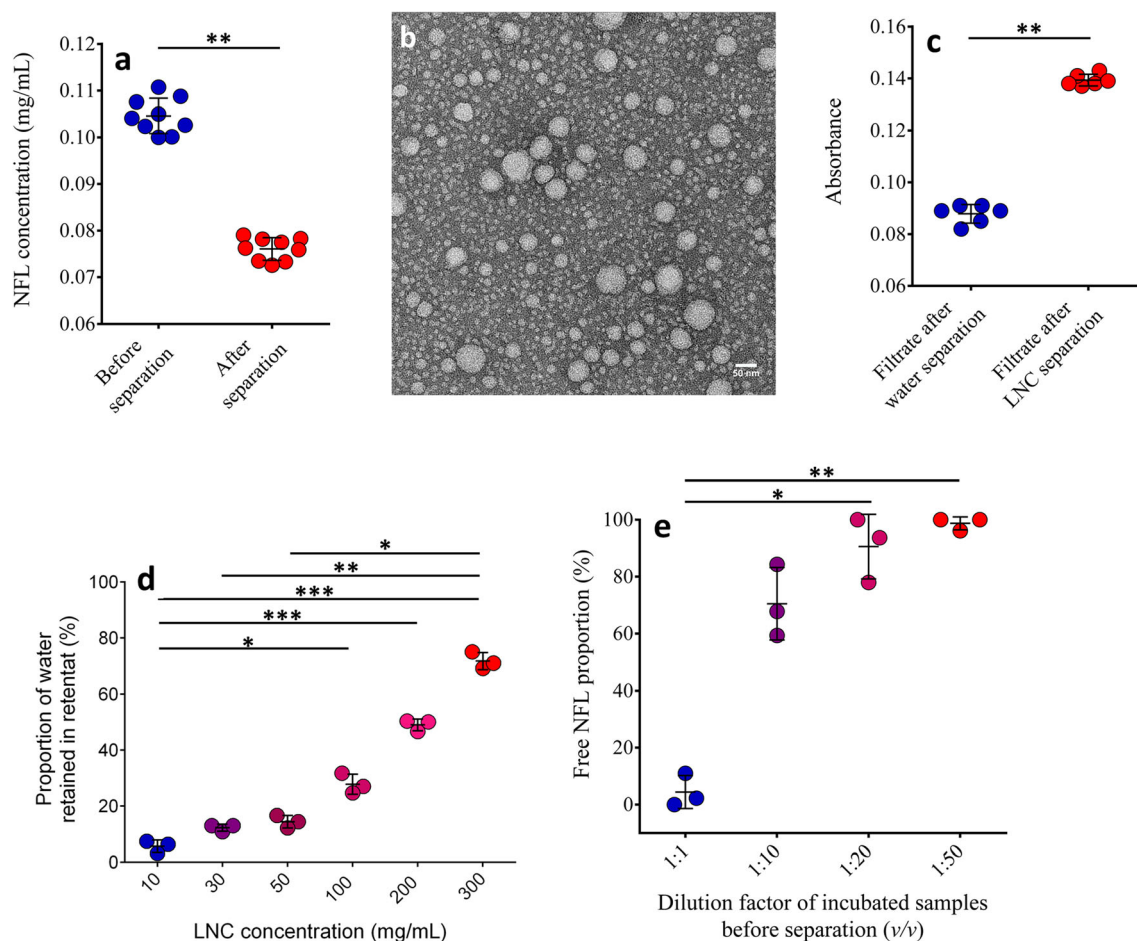 a
**
NFL concentration (mg/mL)
0.12
0.11
0.10
0.09
0.08
0.07
0.06
Before
separation
After
separation
b
50 nm
c
**
Absorbance
0.14
0.12
0.10
0.08
0.06
Filtrate after
water separation
Filtrate after
LNC separation
d
*
**
***
***
*
Proportion of water
retained in retentat (%)
100
80
60
40
20
0
10
30
50
100
200
300
LNC concentration (mg/mL)
e
**
*
Free NFL proportion (%)
100
80
60
40
20
0
1:1
1:10
1:20
1:50
Dilution factor of incubated samples
before separation (v/v)